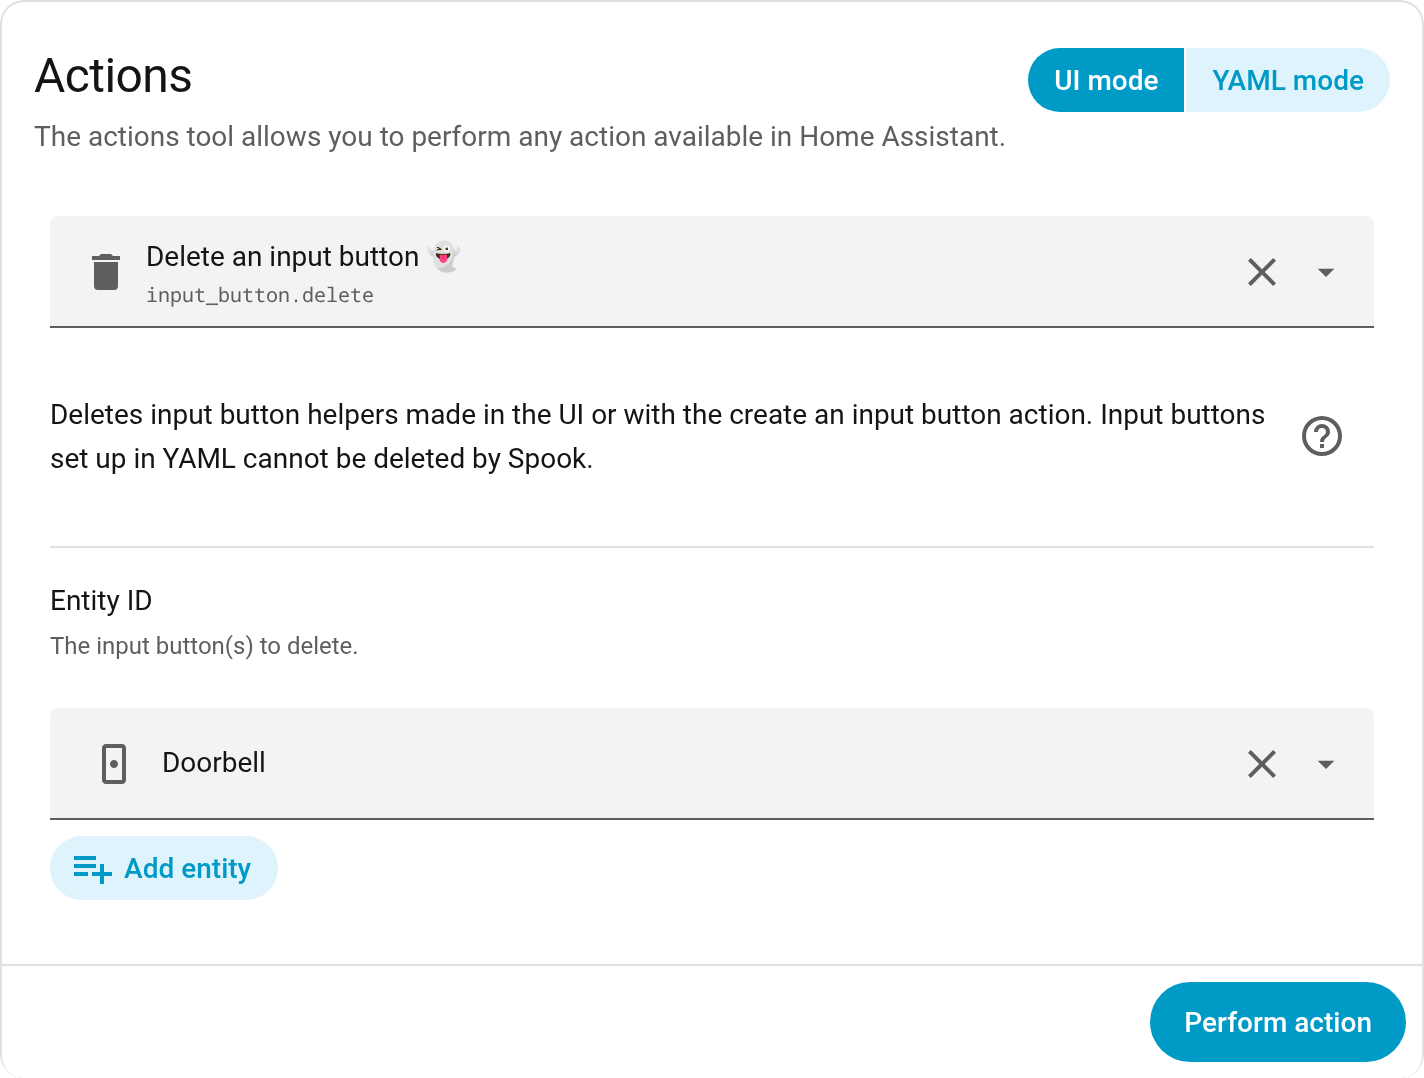 Actions
UI mode
YAML mode
The actions tool allows you to perform any action available in Home Assistant.
Delete an input button 👻
input_button.delete
Deletes input button helpers made in the UI or with the create an input button action. Input buttons
set up in YAML cannot be deleted by Spook.
Entity ID
The input button(s) to delete.
Doorbell
Add entity
Perform action